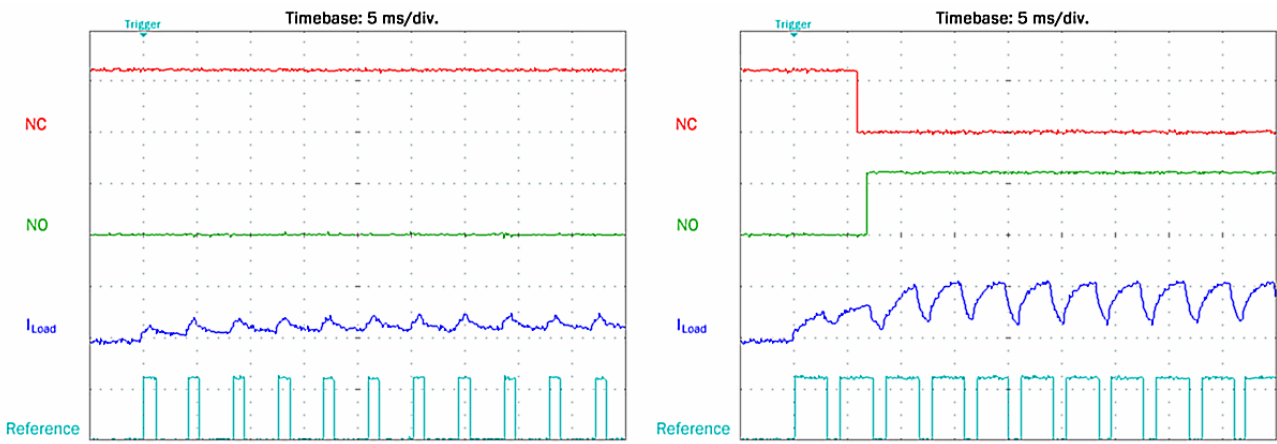 Timebase: 5 ms/div.
Trigger
NC
NO
ILoad
Reference
Timebase: 5 ms/div.
Trigger
NC
NO
ILoad
Reference